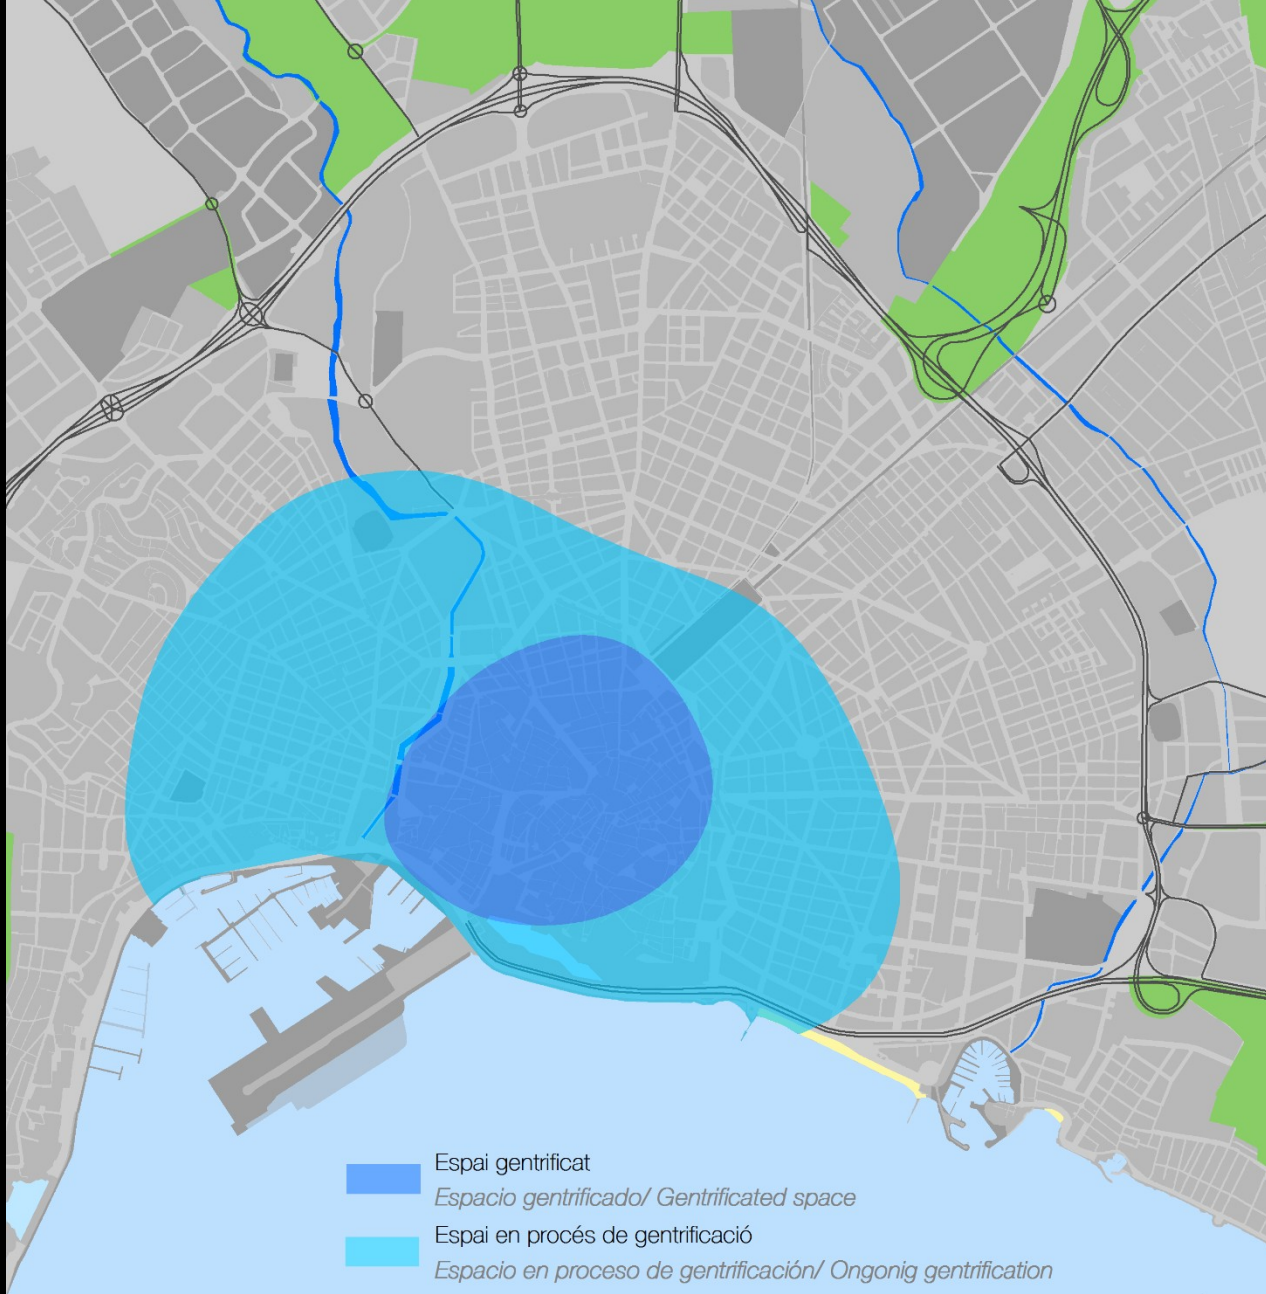 Espai gentrificat
Espacio gentrificado/ Gentrificated space
Espai en procés de gentrificació
Espacio en proceso de gentrificación/ Ongonig gentrification